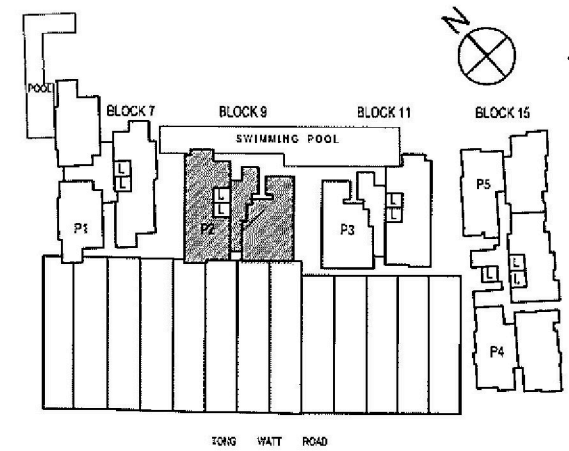 N
POOL
BLOCK 7
BLOCK 9
BLOCK 11
BLOCK 15
SWIMMING POOL
L
L
P1
L
L
P2
L
L
P3
P5
L
L
L
P4
TONG WATT ROAD